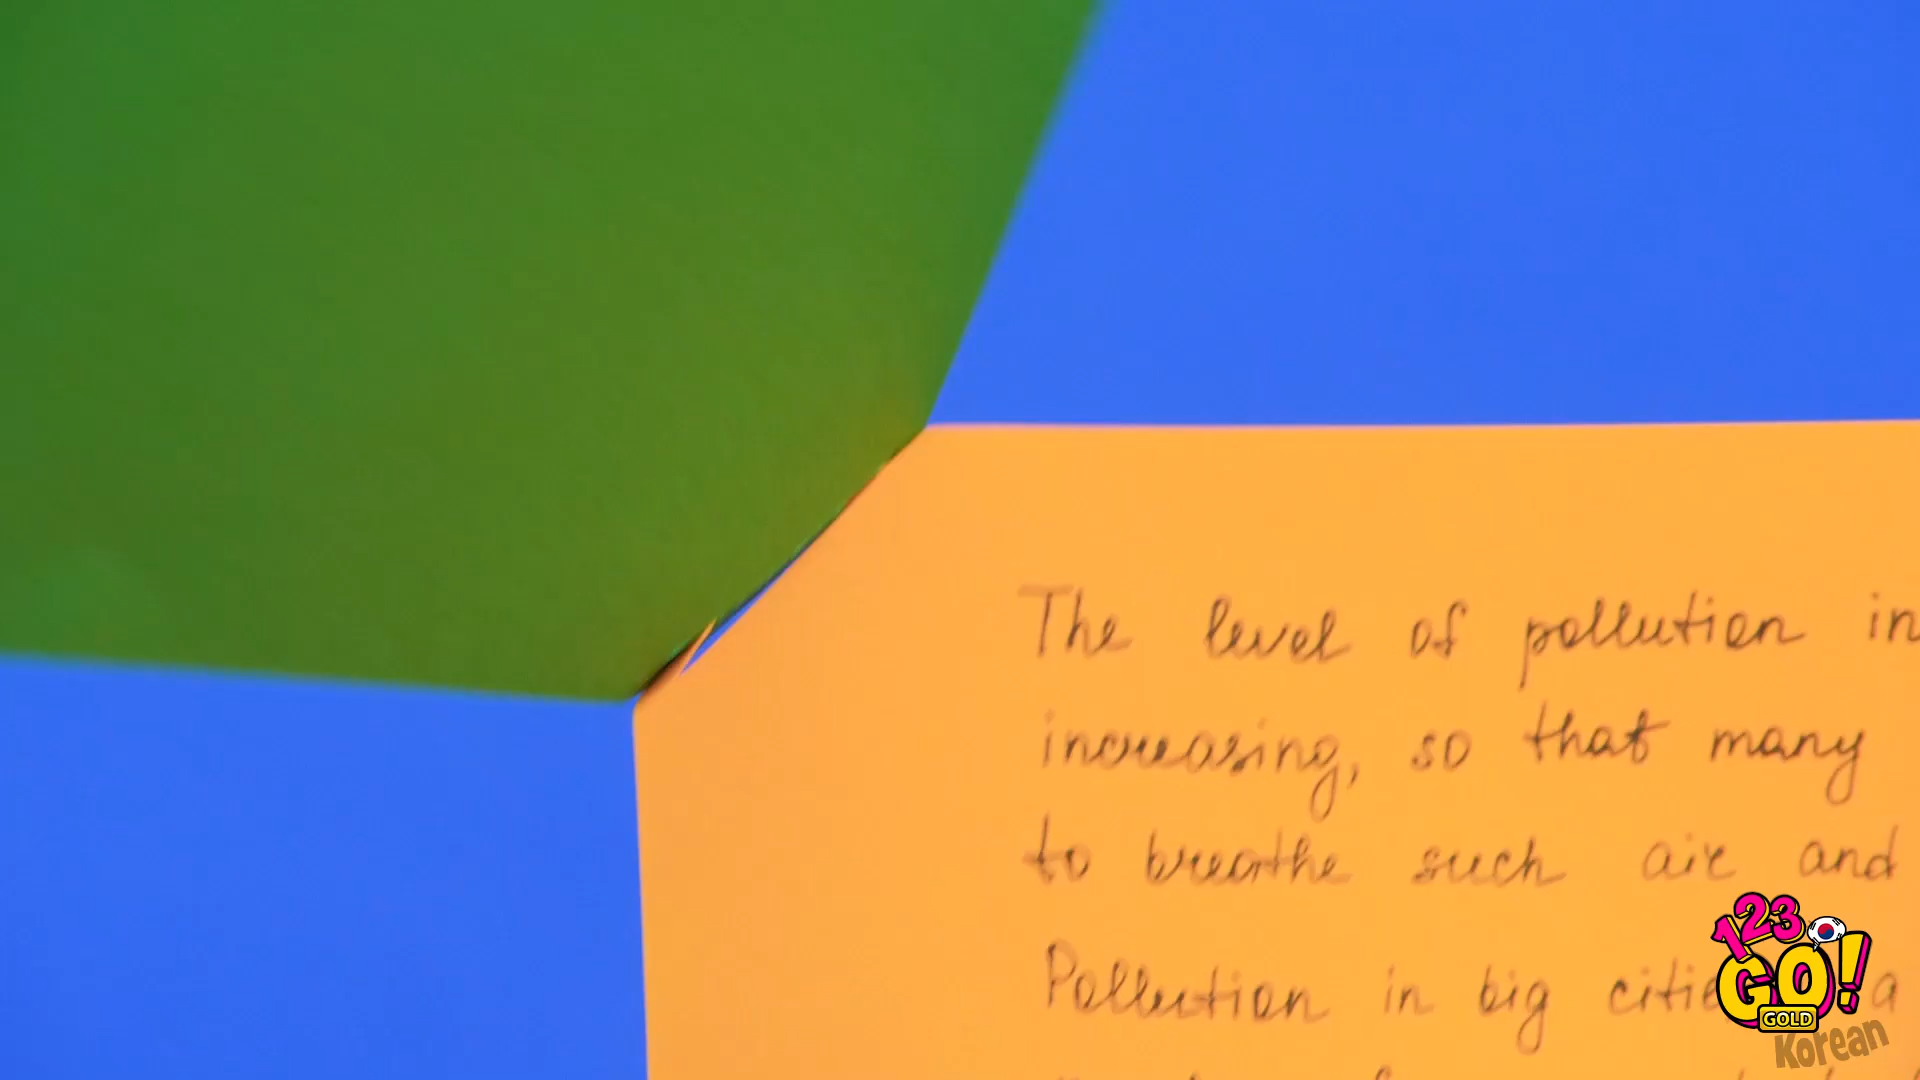 The level of pollution in
increasing, so that many
to breathe such air and
Pollution in big citie a
123
GO!
GOLD
Korean